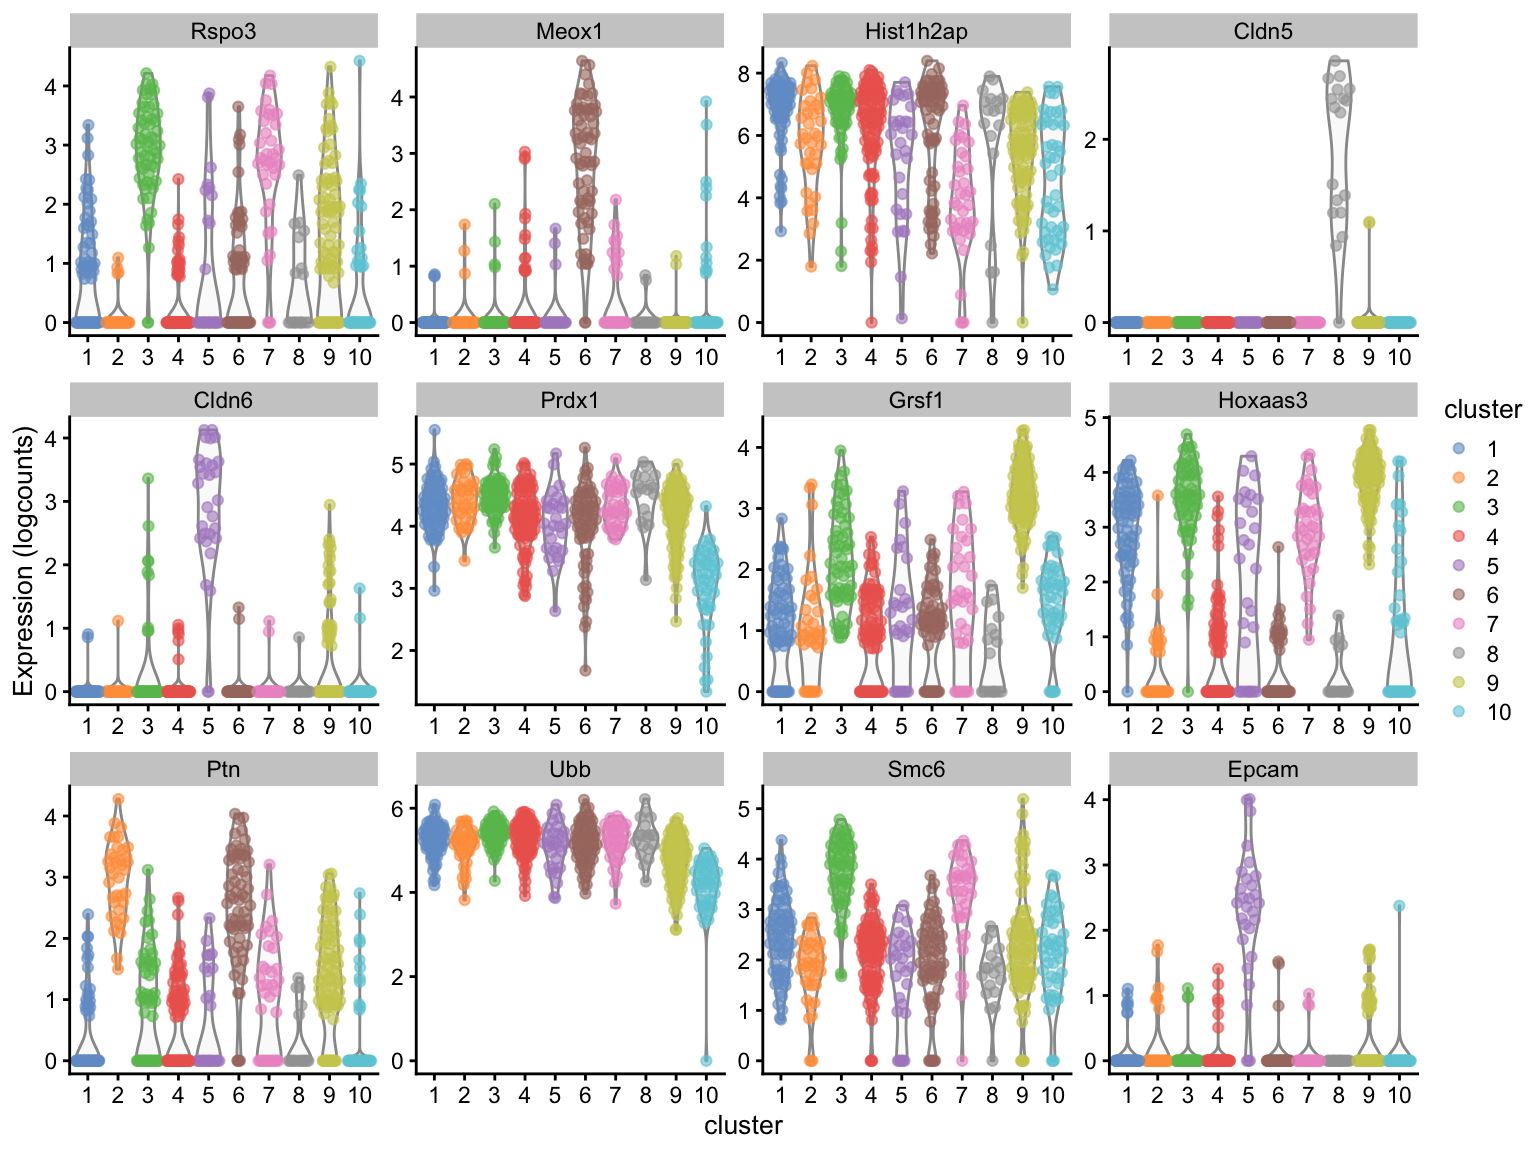 Rspo3 Meox1 Hist1h2ap Cldn5
4 3 2 1 0
4 3 2 1 0
8 6 4 2 0
2 1 0
1 2 3 4 5 6 7 8 9 10 1 2 3 4 5 6 7 8 9 10 1 2 3 4 5 6 7 8 9 10 1 2 3 4 5 6 7 8 9 10
Cldn6 Prdx1 Grsf1 Hoxaas3
4 3 2 1 0
5 4 3 2
4 3 2 1 0
5 4 3 2 1 0
1 2 3 4 5 6 7 8 9 10 1 2 3 4 5 6 7 8 9 10 1 2 3 4 5 6 7 8 9 10 1 2 3 4 5 6 7 8 9 10
Ptn Ubb Smc6 Epcam
4 3 2 1 0
6 4 2 0
5 4 3 2 1 0
4 3 2 1 0
1 2 3 4 5 6 7 8 9 10 1 2 3 4 5 6 7 8 9 10 1 2 3 4 5 6 7 8 9 10 1 2 3 4 5 6 7 8 9 10
Expression (logcounts)
cluster
cluster
1
2
3
4
5
6
7
8
9
10